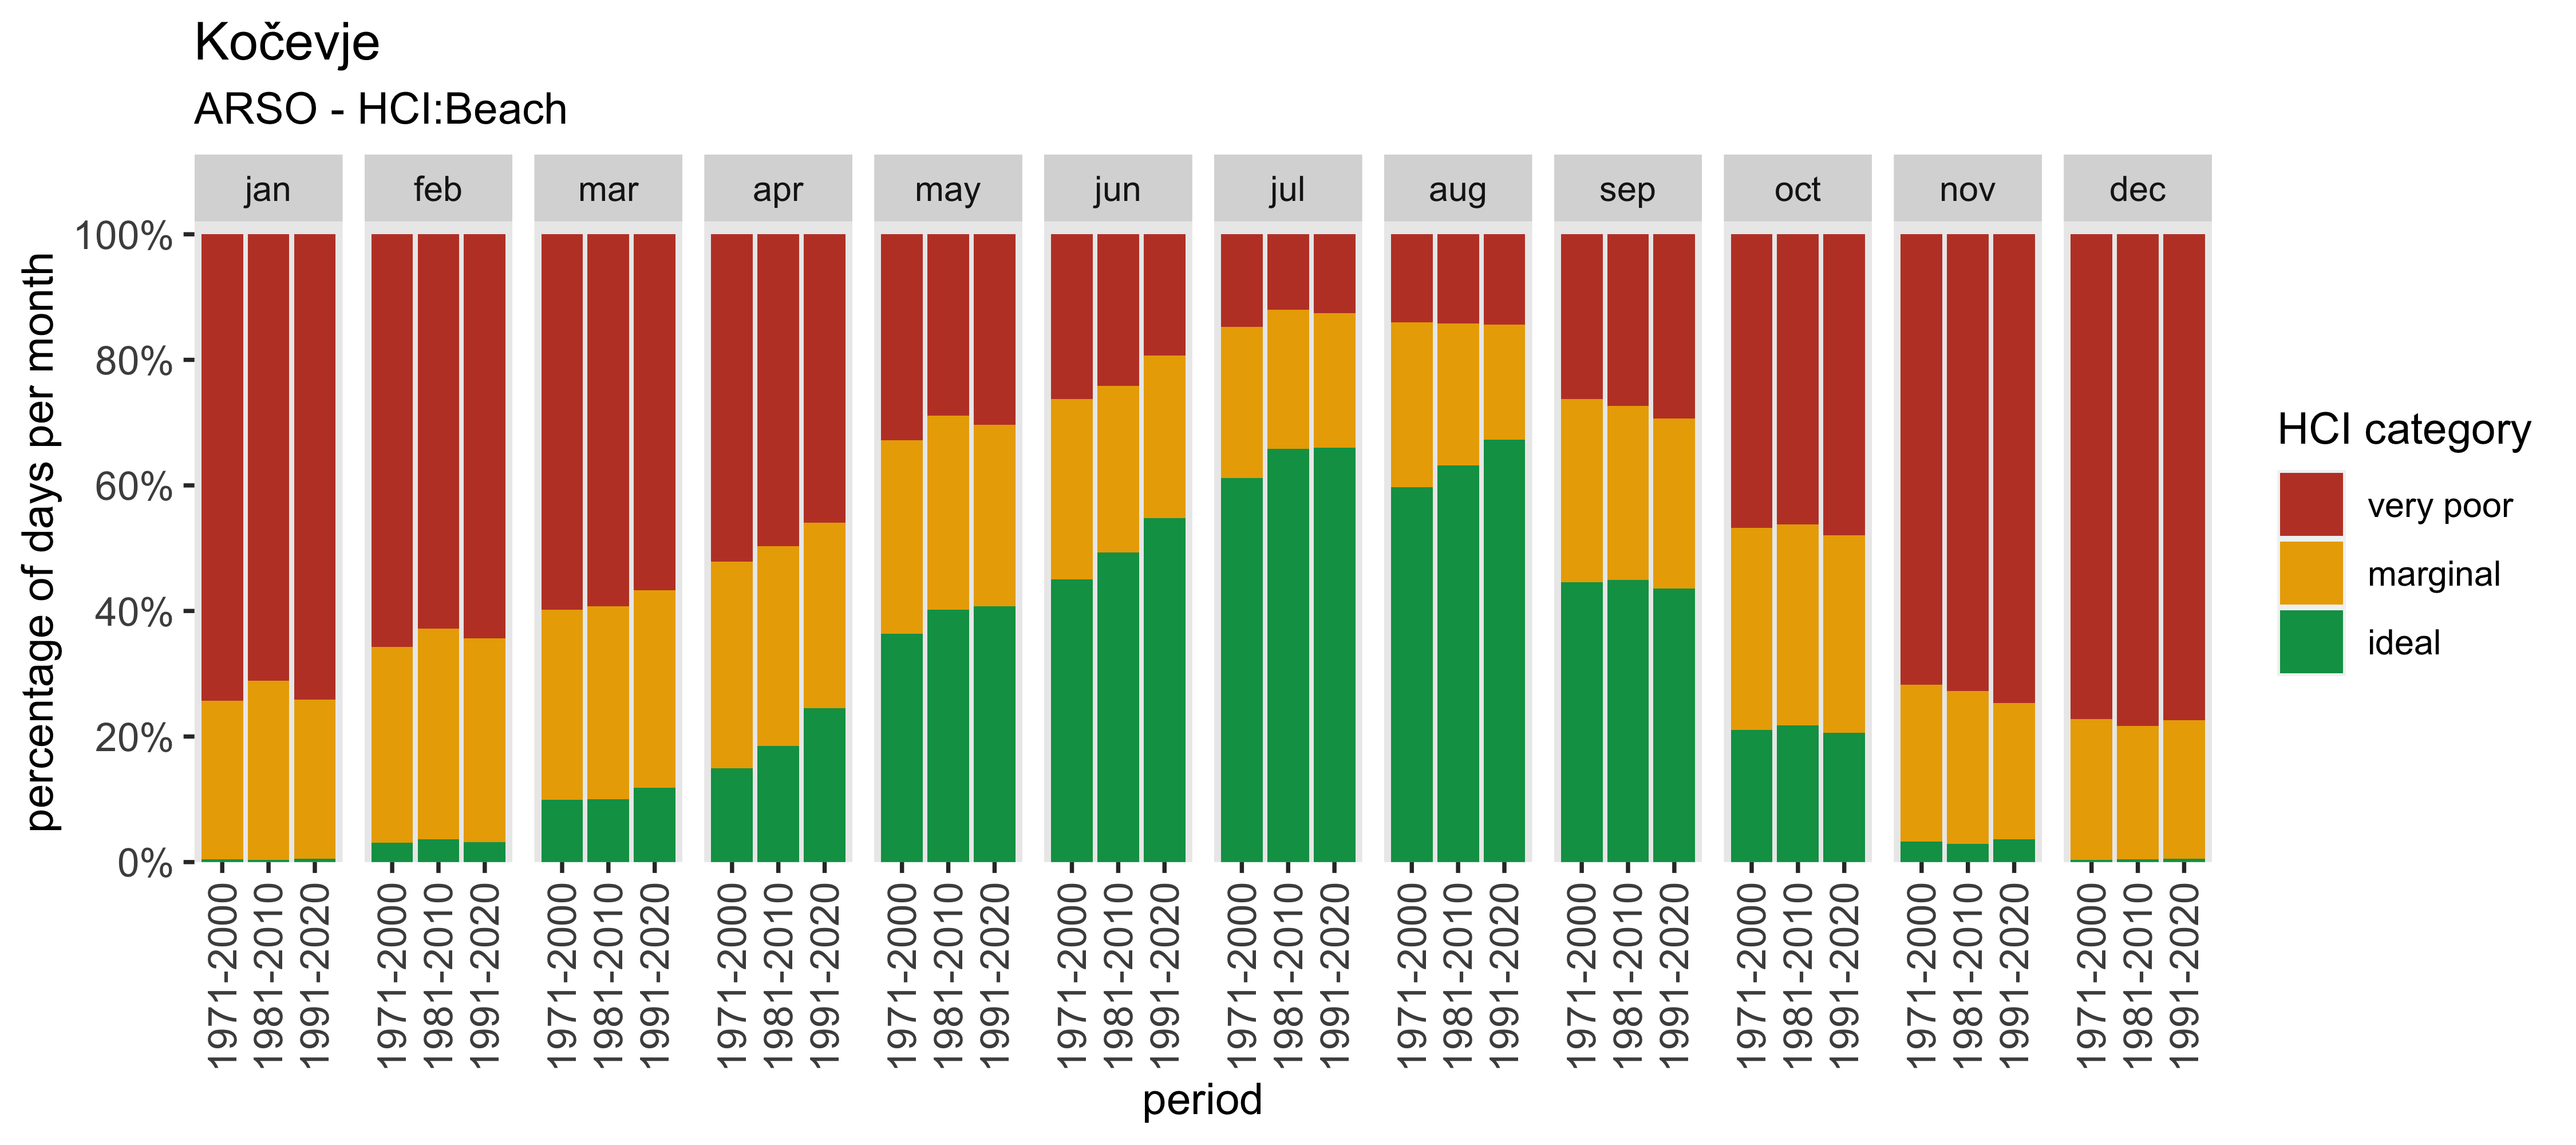 Kočevje
ARSO - HCI:Beach
jan feb mar apr may jun jul aug sep oct nov dec
percentage of days per month
100%
80%
60%
40%
20%
0%
1971-2000 1981-2010 1991-2020 1971-2000 1981-2010 1991-2020 1971-2000 1981-2010 1991-2020 1971-2000 1981-2010 1991-2020 1971-2000 1981-2010 1991-2020 1971-2000 1981-2010 1991-2020 1971-2000 1981-2010 1991-2020 1971-2000 1981-2010 1991-2020 1971-2000 1981-2010 1991-2020 1971-2000 1981-2010 1991-2020 1971-2000 1981-2010 1991-2020 1971-2000 1981-2010 1991-2020
period
HCI category
very poor
marginal
ideal